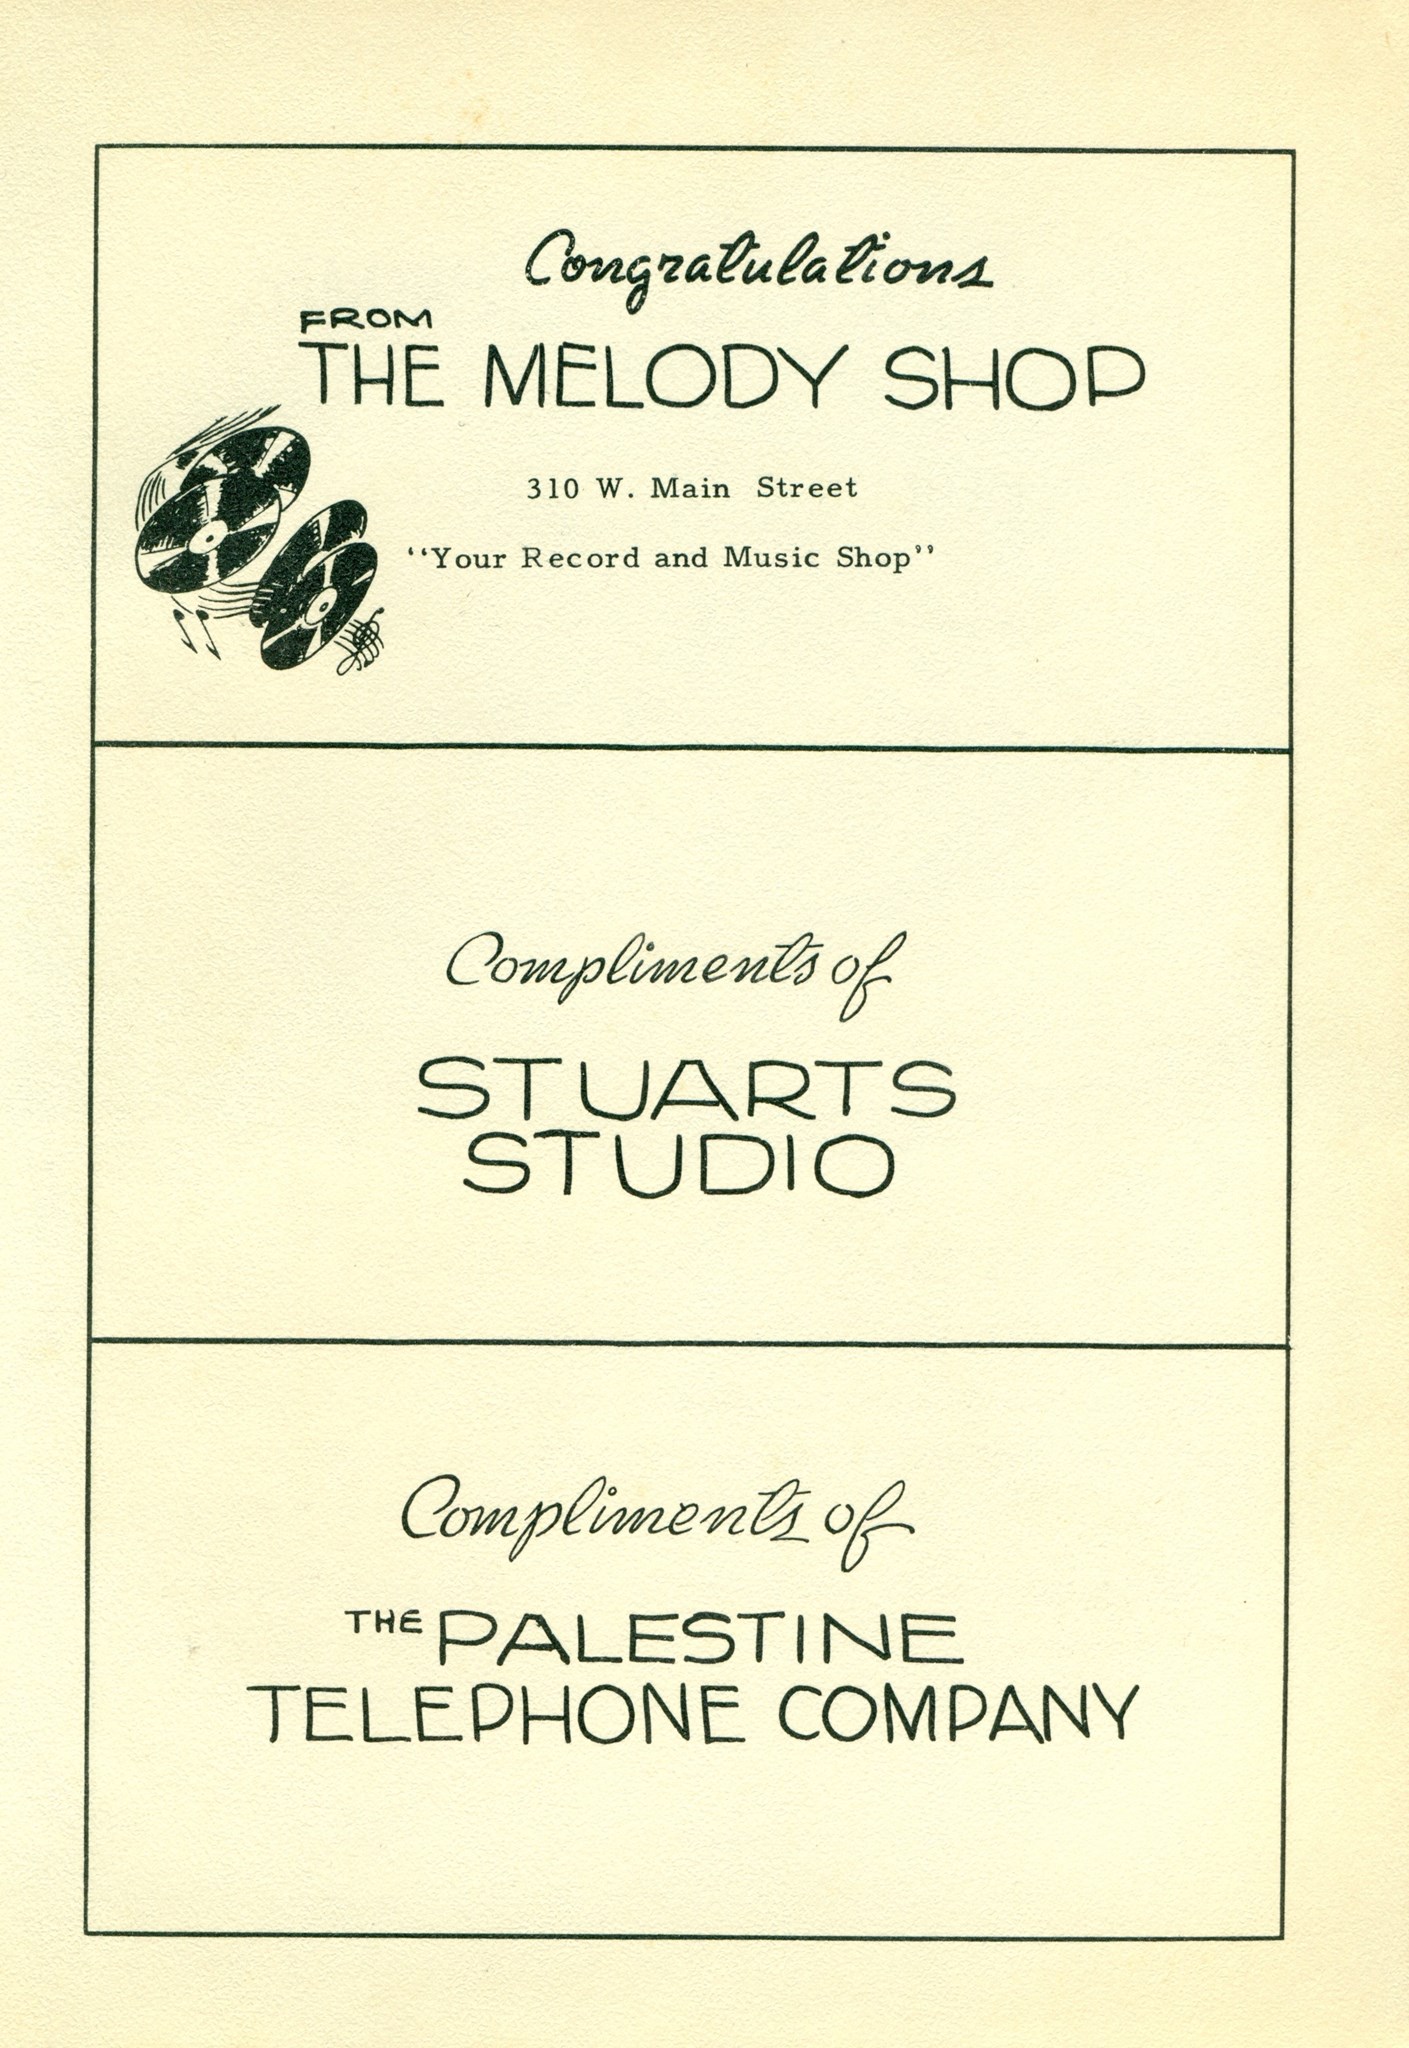 Congratulations
FROM
THE MELODY SHOP
310 W. Main Street
“Your Record and Music Shop”
Compliments of
STUARTS
STUDIO
Compliments of
THE PALESTINE
TELEPHONE COMPANY